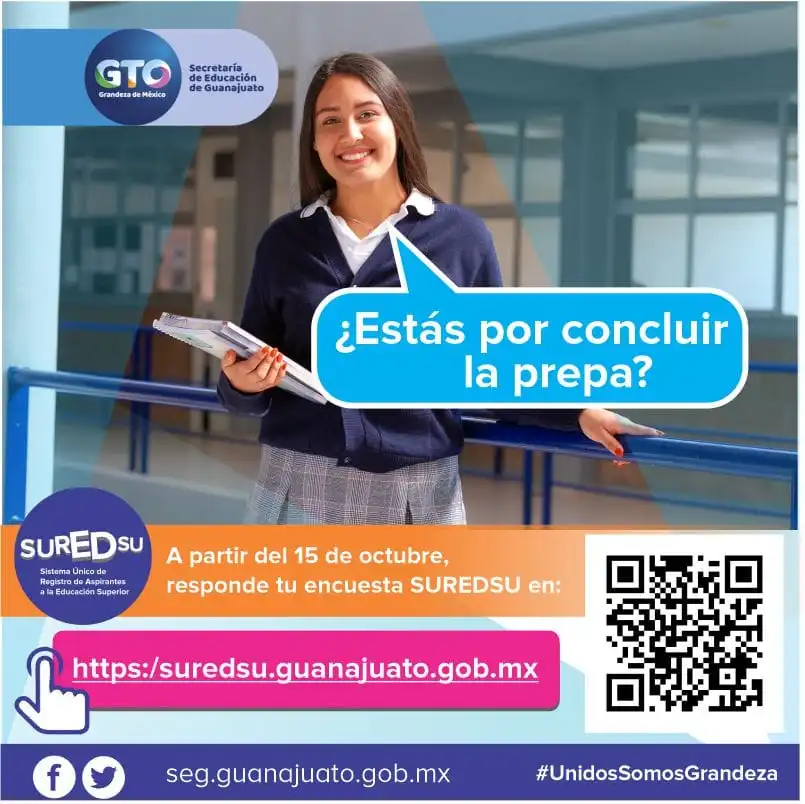 GTO
Grandeza de México
Secretaría
de Educación
de Guanajuato
¿Estás por concluir
la prepa?
SUREDSU
Sistema Único de
Registro de Aspirantes
a la Educación Superior
A partir del 15 de octubre,
responde tu encuesta SUREDSU en:
https:/suredsu.guanajuato.gob.mx
seg.guanajuato.gob.mx
#UnidosSomosGrandeza